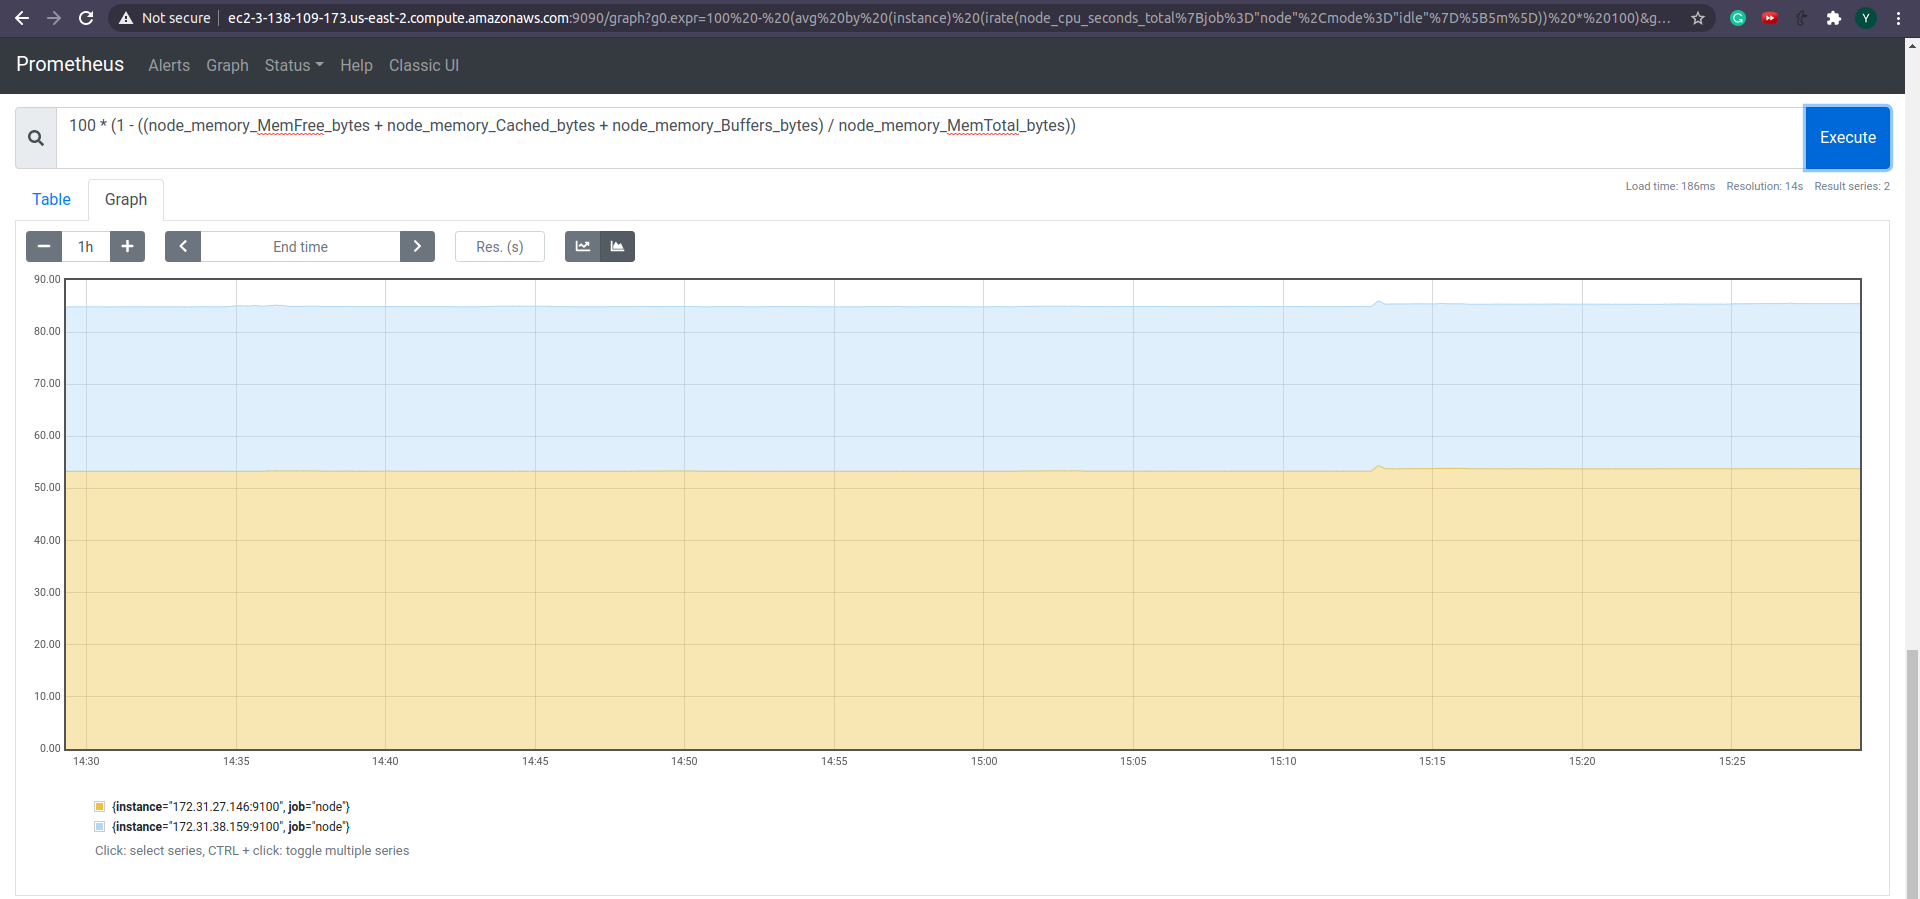 Not secure | ec2-3-138-109-173.us-east-2.compute.amazonaws.com:9090/graph?g0.expr=100%20-%20(avg%20by%20(instance)%20(irate(node_cpu_seconds_total%7Bjob%3D"node"%2Cmode%3D"idle"%7D%5B5m%5D))%20*%20100)&g...
Y
Prometheus Alerts Graph Status Help Classic UI
100 * (1 - ((node_memory_MemFree_bytes + node_memory_Cached_bytes + node_memory_Buffers_bytes) / node_memory_MemTotal_bytes))
Execute
Table Graph
Load time: 186ms Resolution: 14s Result series: 2
1h End time Res. (s)
90.00
80.00
70.00
60.00
50.00
40.00
30.00
20.00
10.00
0.00
14:30 14:35 14:40 14:45 14:50 14:55 15:00 15:05 15:10 15:15 15:20 15:25
{instance="172.31.27.146:9100", job="node"}
{instance="172.31.38.159:9100", job="node"}
Click: select series, CTRL + click: toggle multiple series